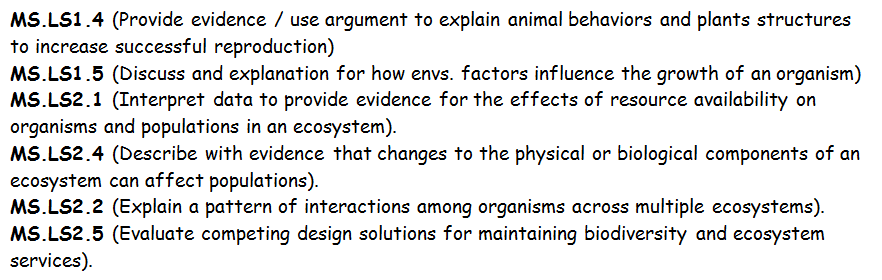 MS.LS1.4 (Provide evidence / use argument to explain animal behaviors and plants structures
to increase successful reproduction)
MS.LS1.5 (Discuss and explanation for how envs. factors influence the growth of an organism)
MS.LS2.1 (Interpret data to provide evidence for the effects of resource availability on
organisms and populations in an ecosystem).
MS.LS2.4 (Describe with evidence that changes to the physical or biological components of an
ecosystem can affect populations).
MS.LS2.2 (Explain a pattern of interactions among organisms across multiple ecosystems).
MS.LS2.5 (Evaluate competing design solutions for maintaining biodiversity and ecosystem
services).